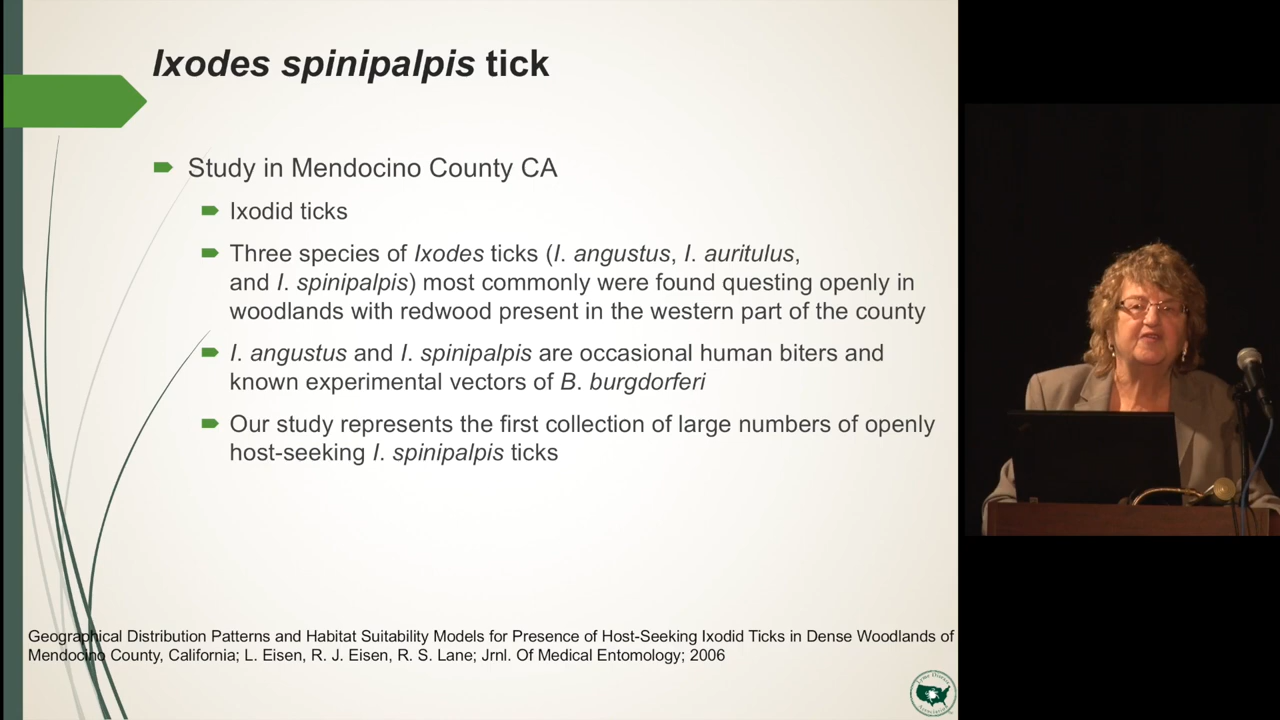 Ixodes spinipalpis tick
Study in Mendocino County CA
Ixodid ticks
Three species of Ixodes ticks (I. angustus, I. auritulus,
and I. spinipalpis) most commonly were found questing openly in
woodlands with redwood present in the western part of the county
I. angustus and I. spinipalpis are occasional human biters and
known experimental vectors of B. burgdorferi
Our study represents the first collection of large numbers of openly
host-seeking I. spinipalpis ticks
Geographical Distribution Patterns and Habitat Suitability Models for Presence of Host-Seeking Ixodid Ticks in Dense Woodlands of
Mendocino County, California; L. Eisen, R. J. Eisen, R. S. Lane; Jrnl. Of Medical Entomology; 2006
Lyme Disease
Association